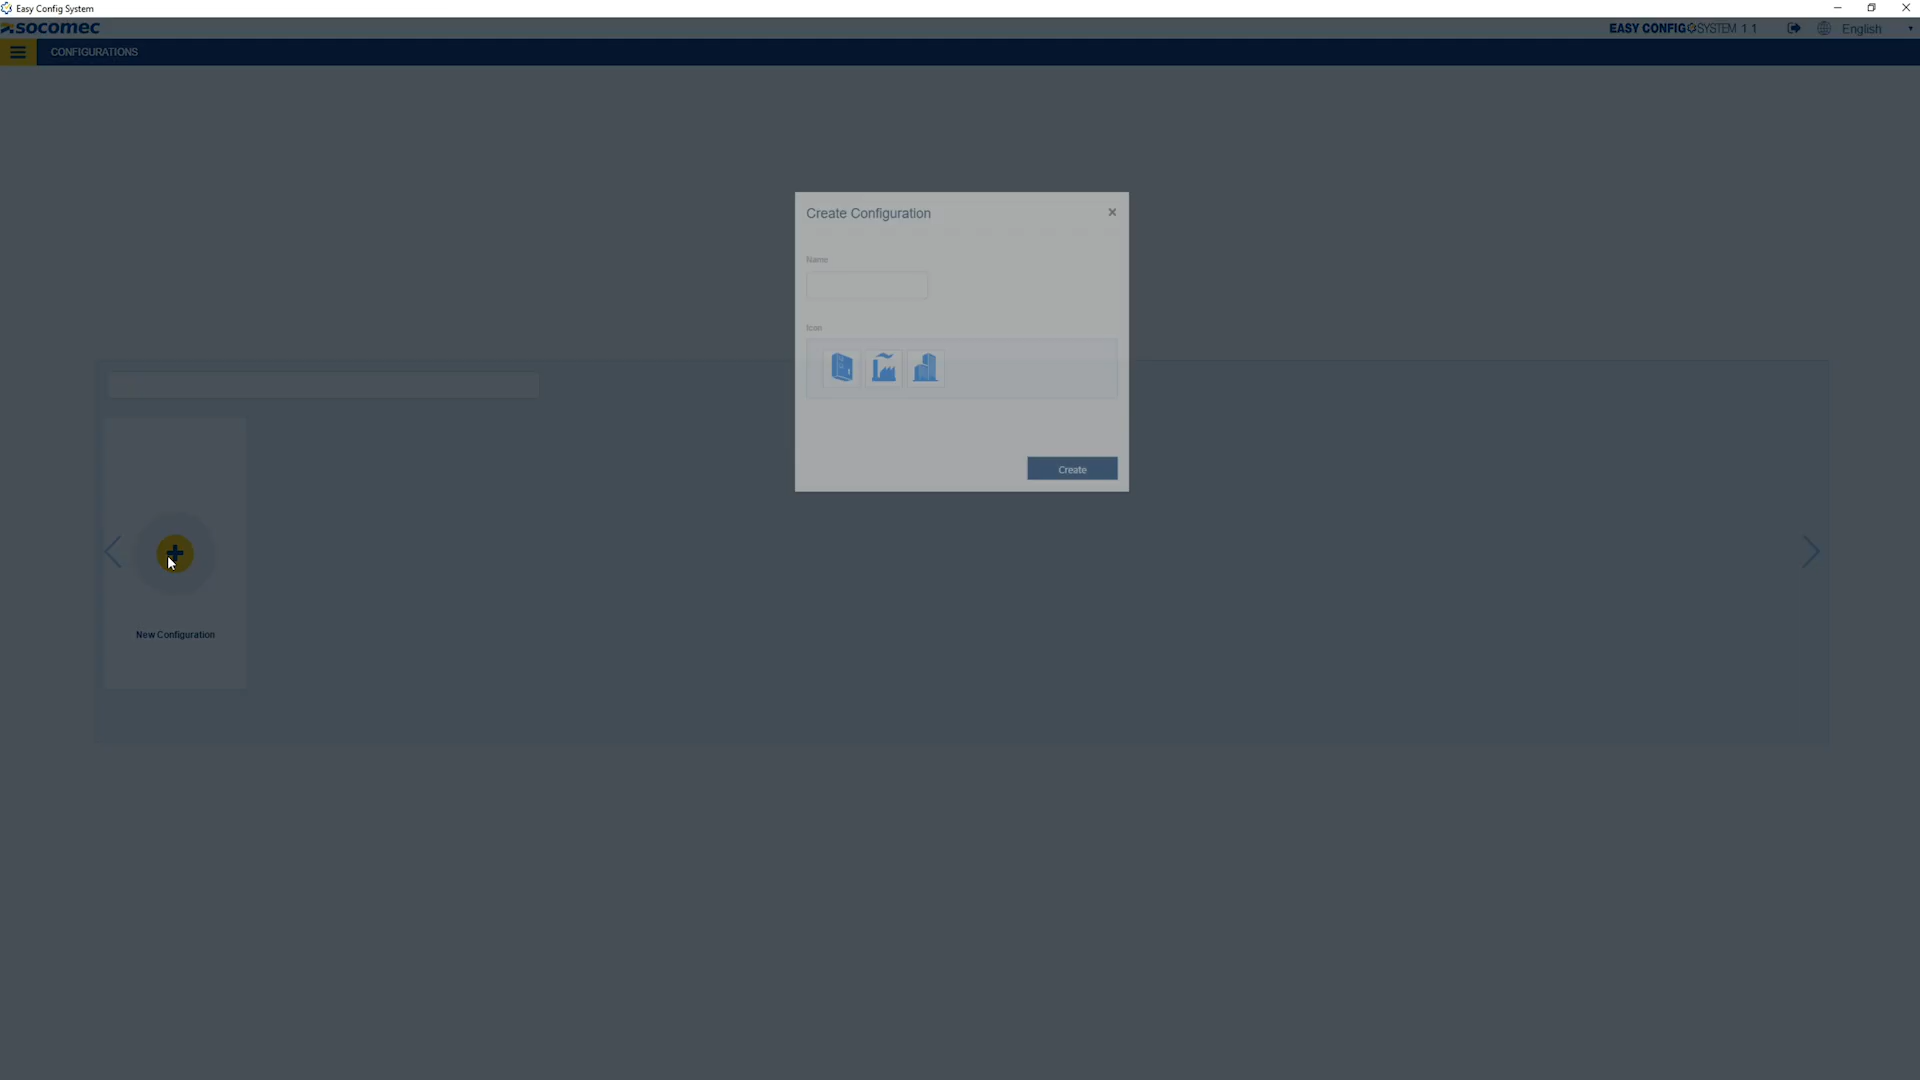 Easy Config System
socomec
EASY CONFIG SYSTEM 1 1
English
CONFIGURATIONS
Create Configuration
Name
Icon
Create
New Configuration